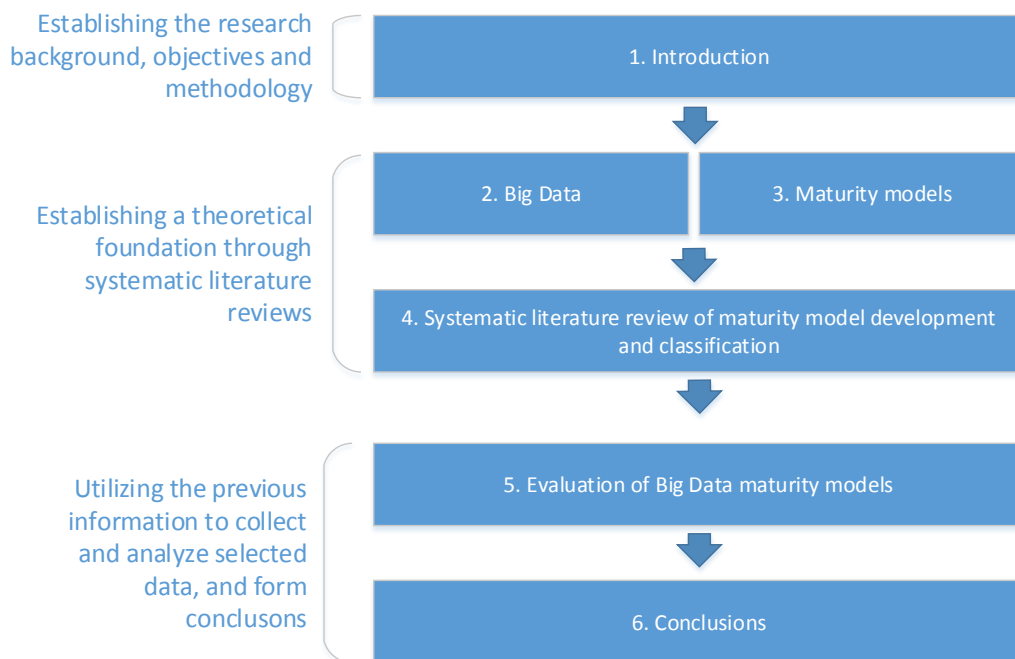 Establishing the research
background, objectives and
methodology
1. Introduction
Establishing a theoretical
foundation through
systematic literature
reviews
2. Big Data
3. Maturity models
4. Systematic literature review of maturity model development
and classification
Utilizing the previous
information to collect
and analyze selected
data, and form
conclusons
5. Evaluation of Big Data maturity models
6. Conclusions